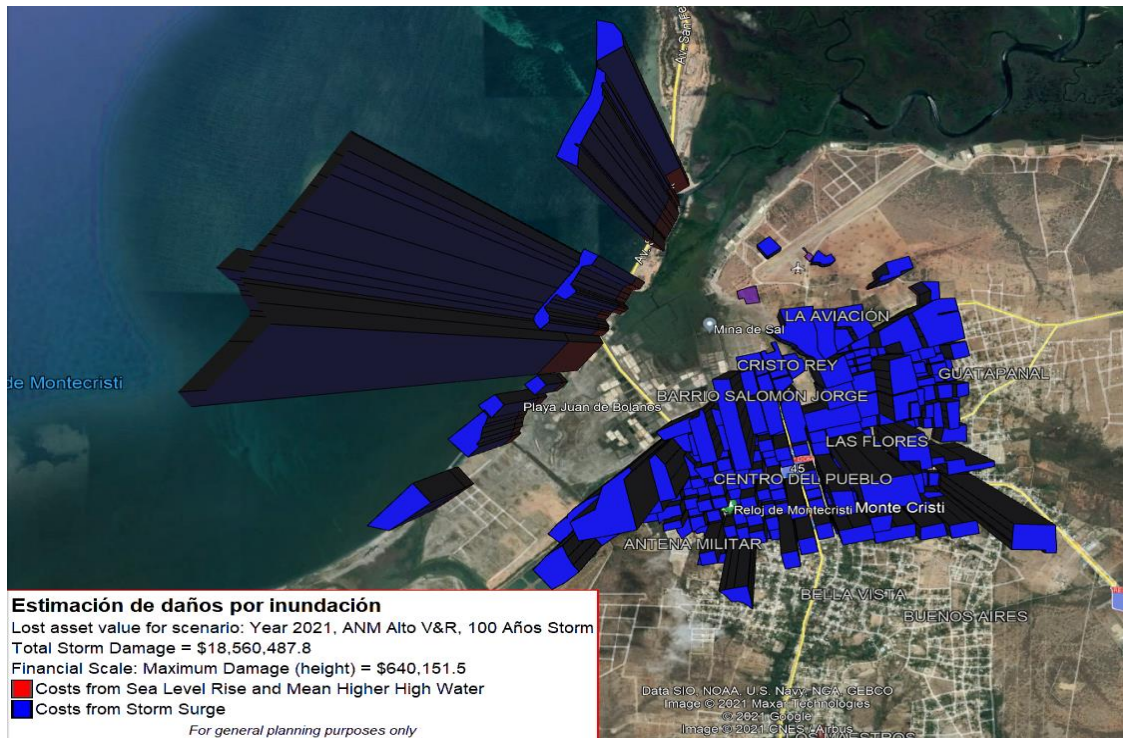 Av. San Fe
Av.
LA AVIACIÓN
Mina de Sal
CRISTO REY
GUATAPANAL
de Montecristi
BARRIO SALOMÓN JORGE
Playa Juan de Bolaños
LAS FLORES
45
CENTRO DEL PUEBLO
Reloj de Montecristi
Monte Cristi
ANTENA MILITAR
BELLA VISTA
BUENOS AIRES
Estimación de daños por inundación
Lost asset value for scenario: Year 2021, ANM Alto V&R, 100 Años Storm
Total Storm Damage = $18,560,487.8
Financial Scale: Maximum Damage (height) = $640,151.5
Costs from Sea Level Rise and Mean Higher High Water
Costs from Storm Surge
For general planning purposes only
Data SIO, NOAA, U.S. Navy, NGA, GEBCO
Image © 2021 Maxar Technologies
© 2021 Google
Image © 2021 CNES / Airbus
LOS MAESTROS